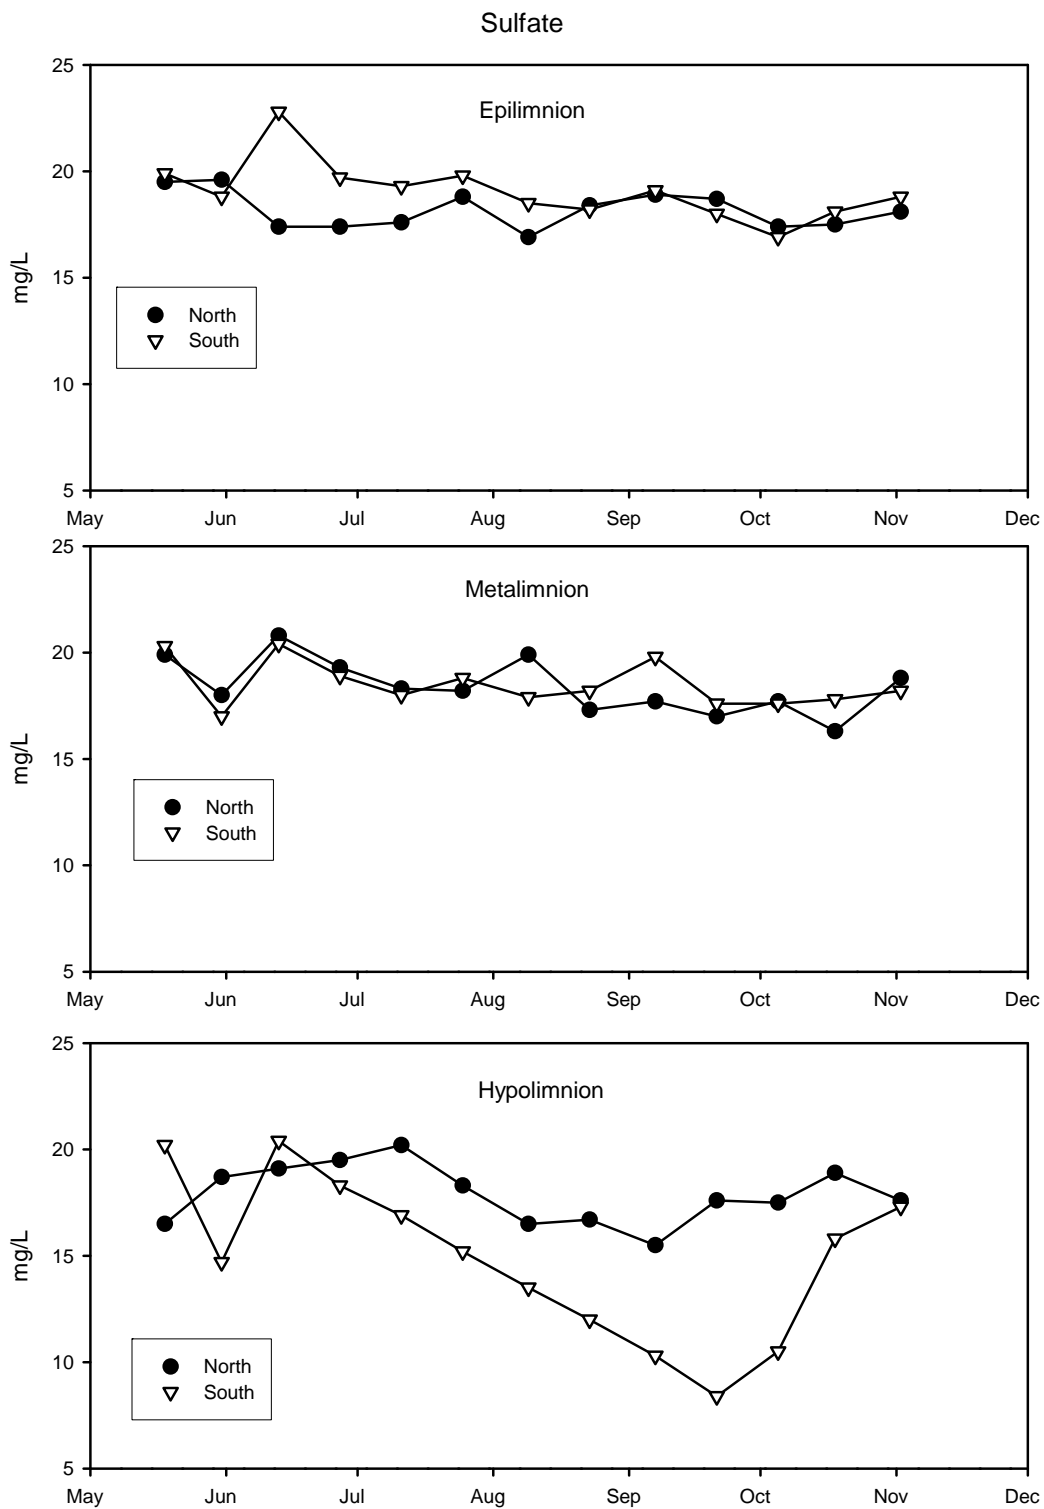 Sulfate
25
Epilimnion
20
mg/L
15
North
South
10
5
May Jun Jul Aug Sep Oct Nov Dec
25
Metalimnion
20
mg/L
15
North
South
10
5
May Jun Jul Aug Sep Oct Nov Dec
25
Hypolimnion
20
mg/L
15
North
South
10
5
May Jun Jul Aug Sep Oct Nov Dec